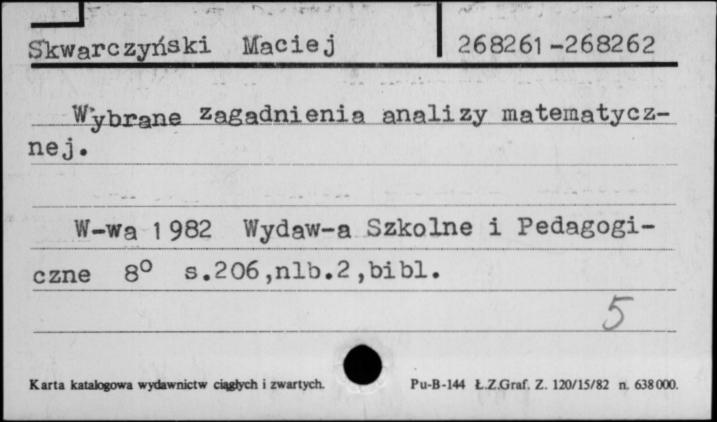 Skwarczyński Maciej 268261-268262
Wybrane zagadnienia analizy matematycz-
nej.
W-wa 1982 Wydaw-a Szkolne i Pedagogi-
czne 8° s.206,nlb.2,bibl.
5
Karta katalogowa wydawnictw ciągłych i zwartych. Pu-B-144 Ł.Z.Graf. Z. 120/15/82 n. 638000.